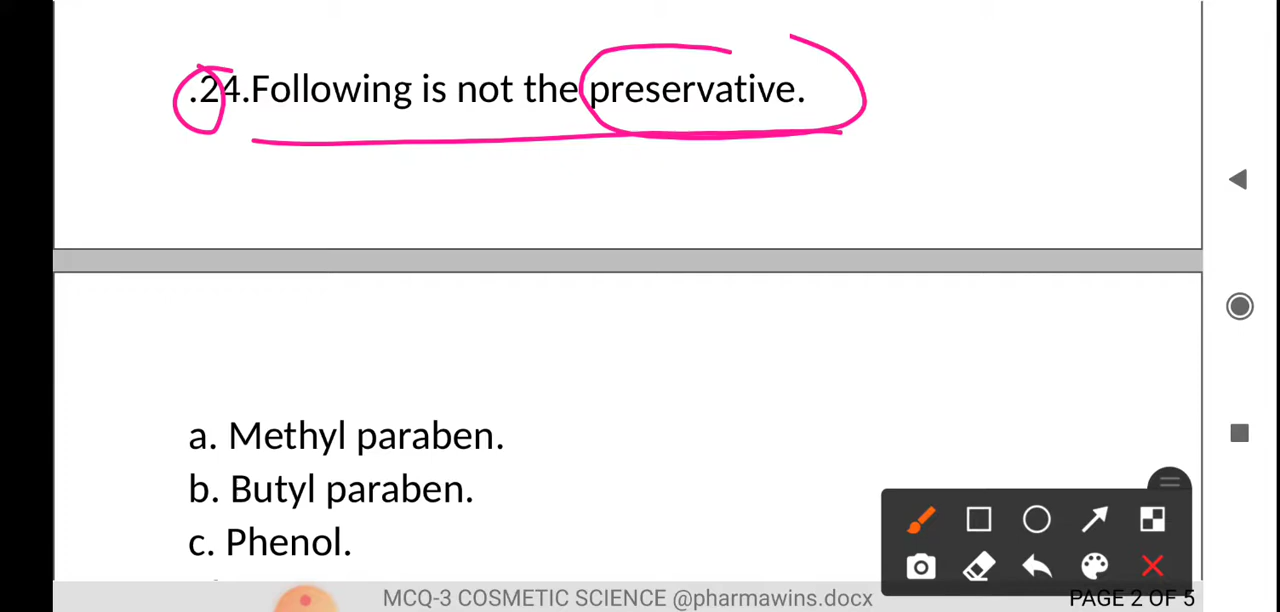 .24.Following is not the preservative.
a. Methyl paraben.
b. Butyl paraben.
c. Phenol.
MCQ-3 COSMETIC SCIENCE @pharmawins.docx
PAGE 2 OF 5